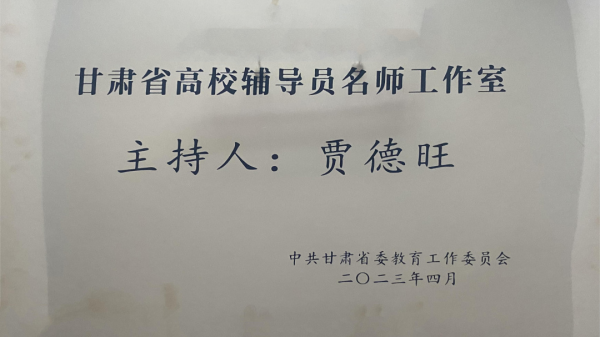 甘肃省高校辅导员名师工作室
主持人：贾德旺
中共甘肃省委教育工作委员会
二〇二三年四月